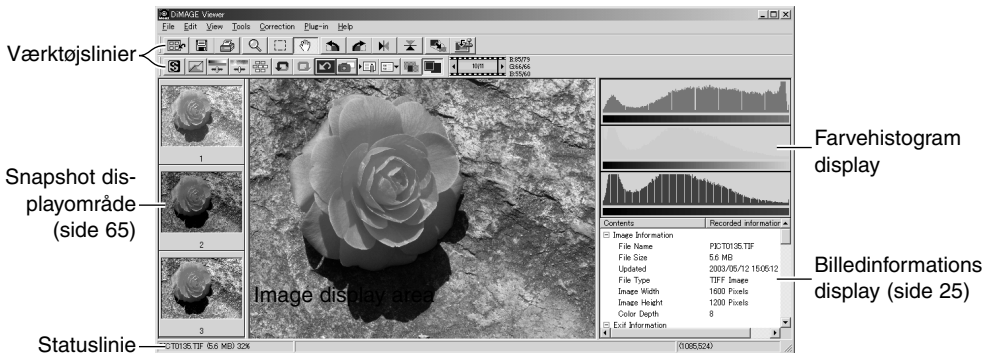 DiMAGE Viewer
File Edit View Tools Correction Plug-in Help
Værktøjslinier
10/11
R:85/79
G:66/66
B:55/60
1
2
3
Snapshot dis-
playområde
(side 65)
Image display area
Farvehistogram
display
Contents Recorded information
Image Information
File Name PICT0135.TIF
File Size 5.6 MB
Updated 2003/05/12 15:05:12
File Type TIFF Image
Image Width 1600 Pixels
Image Height 1200 Pixels
Color Depth 8
Exif Information
Billedinformations
display (side 25)
Statuslinie
PICT0135.TIF (5.6 MB) 32%
(1085,524)